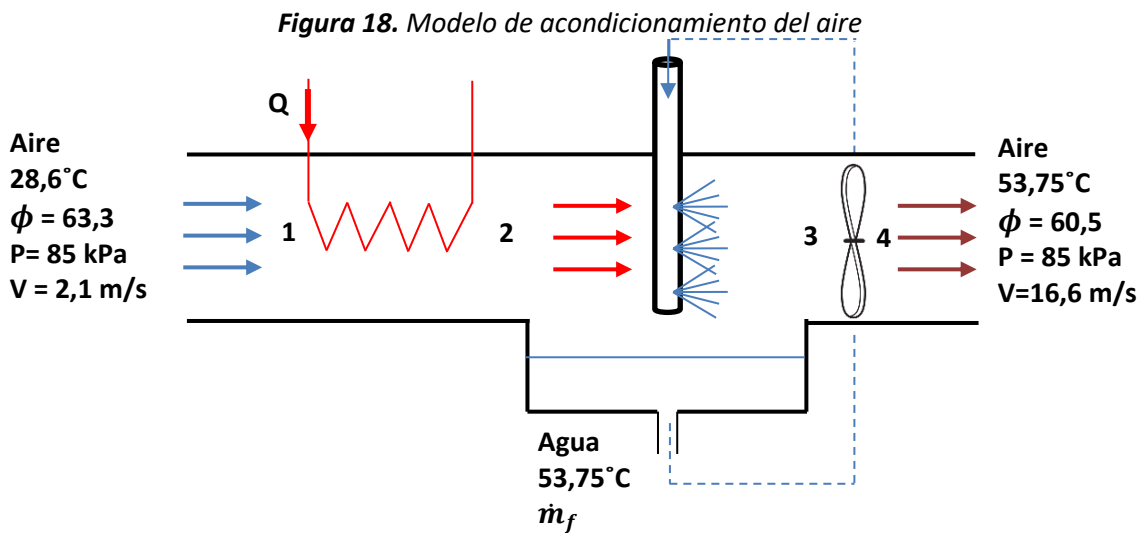 Figura 18. Modelo de acondicionamiento del aire
Q
Aire
28,6°C
ϕ = 63,3
P= 85 kPa
V = 2,1 m/s
1
2
3
4
Aire
53,75°C
ϕ = 60,5
P = 85 kPa
V=16,6 m/s
Agua
53,75°C
ṁf